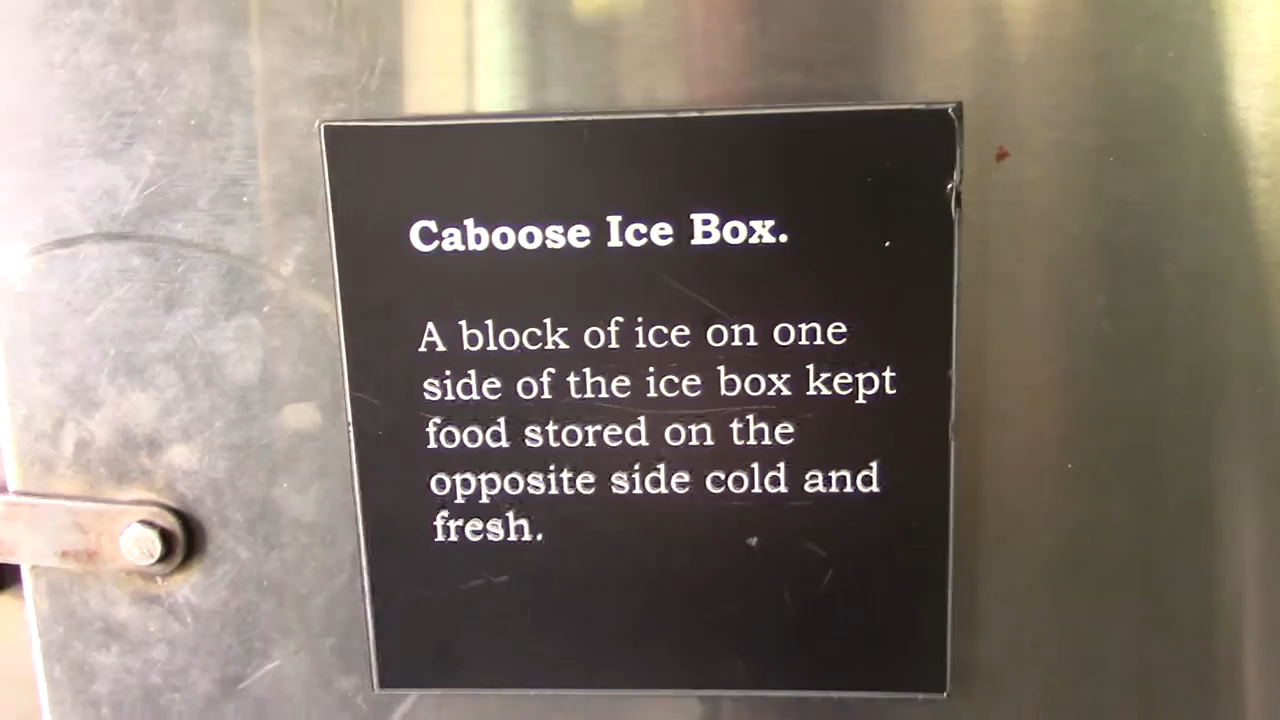 Caboose Ice Box.
A block of ice on one
side of the ice box kept
food stored on the
opposite side cold and
fresh.